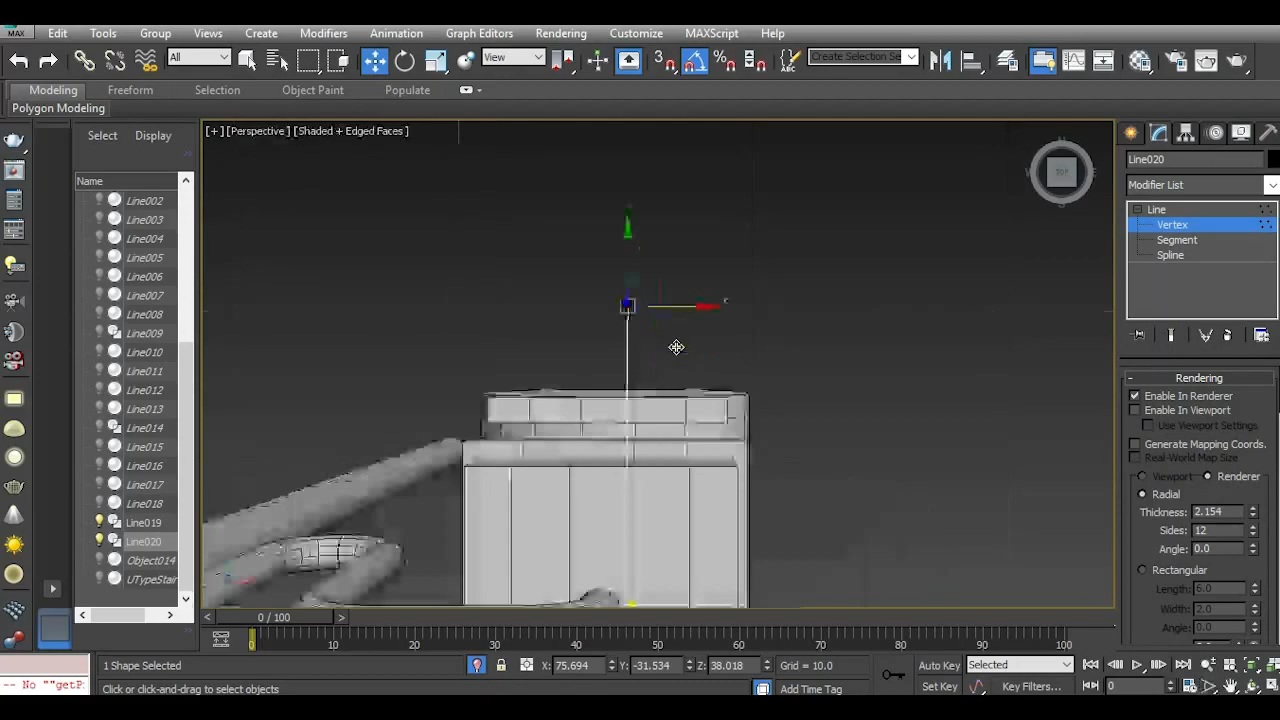 MAX
Edit Tools Group Views Create Modifiers Animation Graph Editors Rendering Customize MAXScript Help
All
View
3
%
ABC
Create Selection Se
Modeling Freeform Selection Object Paint Populate
Polygon Modeling
Select Display
Name
Line002
Line003
Line004
Line005
Line006
Line007
Line008
Line009
Line010
Line011
Line012
Line013
Line014
Line015
Line016
Line017
Line018
Line019
Line020
Object014
UTypeStair
[+] [Perspective] [Shaded + Edged Faces ]
TOP
Line020
Modifier List
Line
Vertex
Segment
Spline
Rendering
Enable In Renderer
Enable In Viewport
Use Viewport Settings
Generate Mapping Coords.
Real-World Map Size
Viewport Renderer
Radial
Thickness: 2.154
Sides: 12
Angle: 0.0
Rectangular
Length: 6.0
Width: 2.0
Angle: 0.0
< 0 / 100 >
0 10 20 30 40 50 60 70 80 90 100
1 Shape Selected
X: 75.694 Y: -31.534 Z: 38.018 Grid = 10.0
Auto Key Selected
-- No ""getP
Click or click-and-drag to select objects
Add Time Tag
Set Key Key Filters... 0